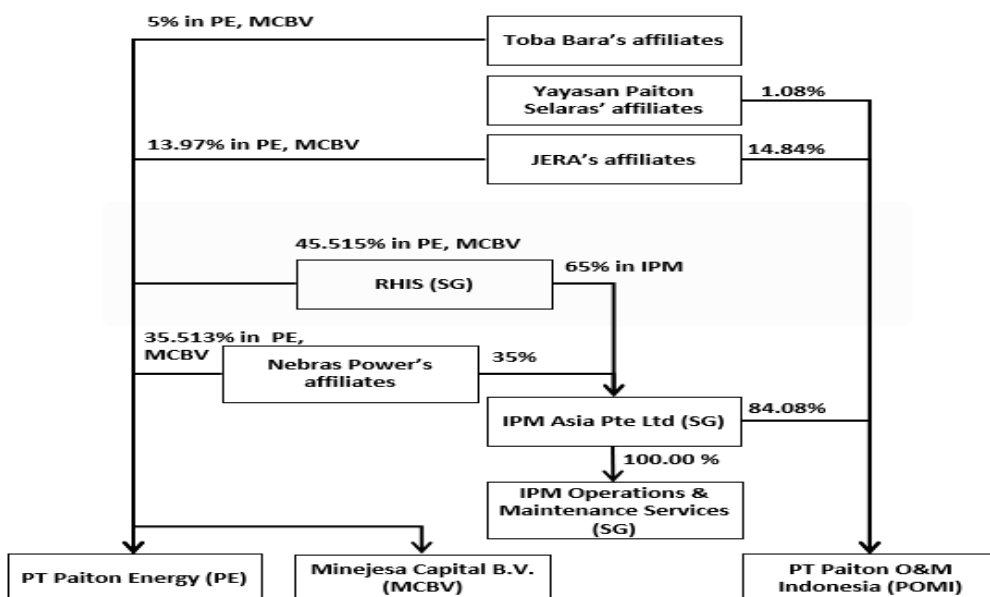 5% in PE, MCBV
Toba Bara's affiliates
Yayasan Paiton
Selaras' affiliates
1.08%
13.97% in PE, MCBV
JERA's affiliates
14.84%
45.515% in PE, MCBV
RHIS (SG)
65% in IPM
35.513% in PE,
MCBV
Nebras Power's
affiliates
35%
IPM Asia Pte Ltd (SG)
84.08%
100.00 %
IPM Operations &
Maintenance Services
(SG)
PT Paiton Energy (PE)
Minejesa Capital B.V.
(MCBV)
PT Paiton O&M
Indonesia (POMI)